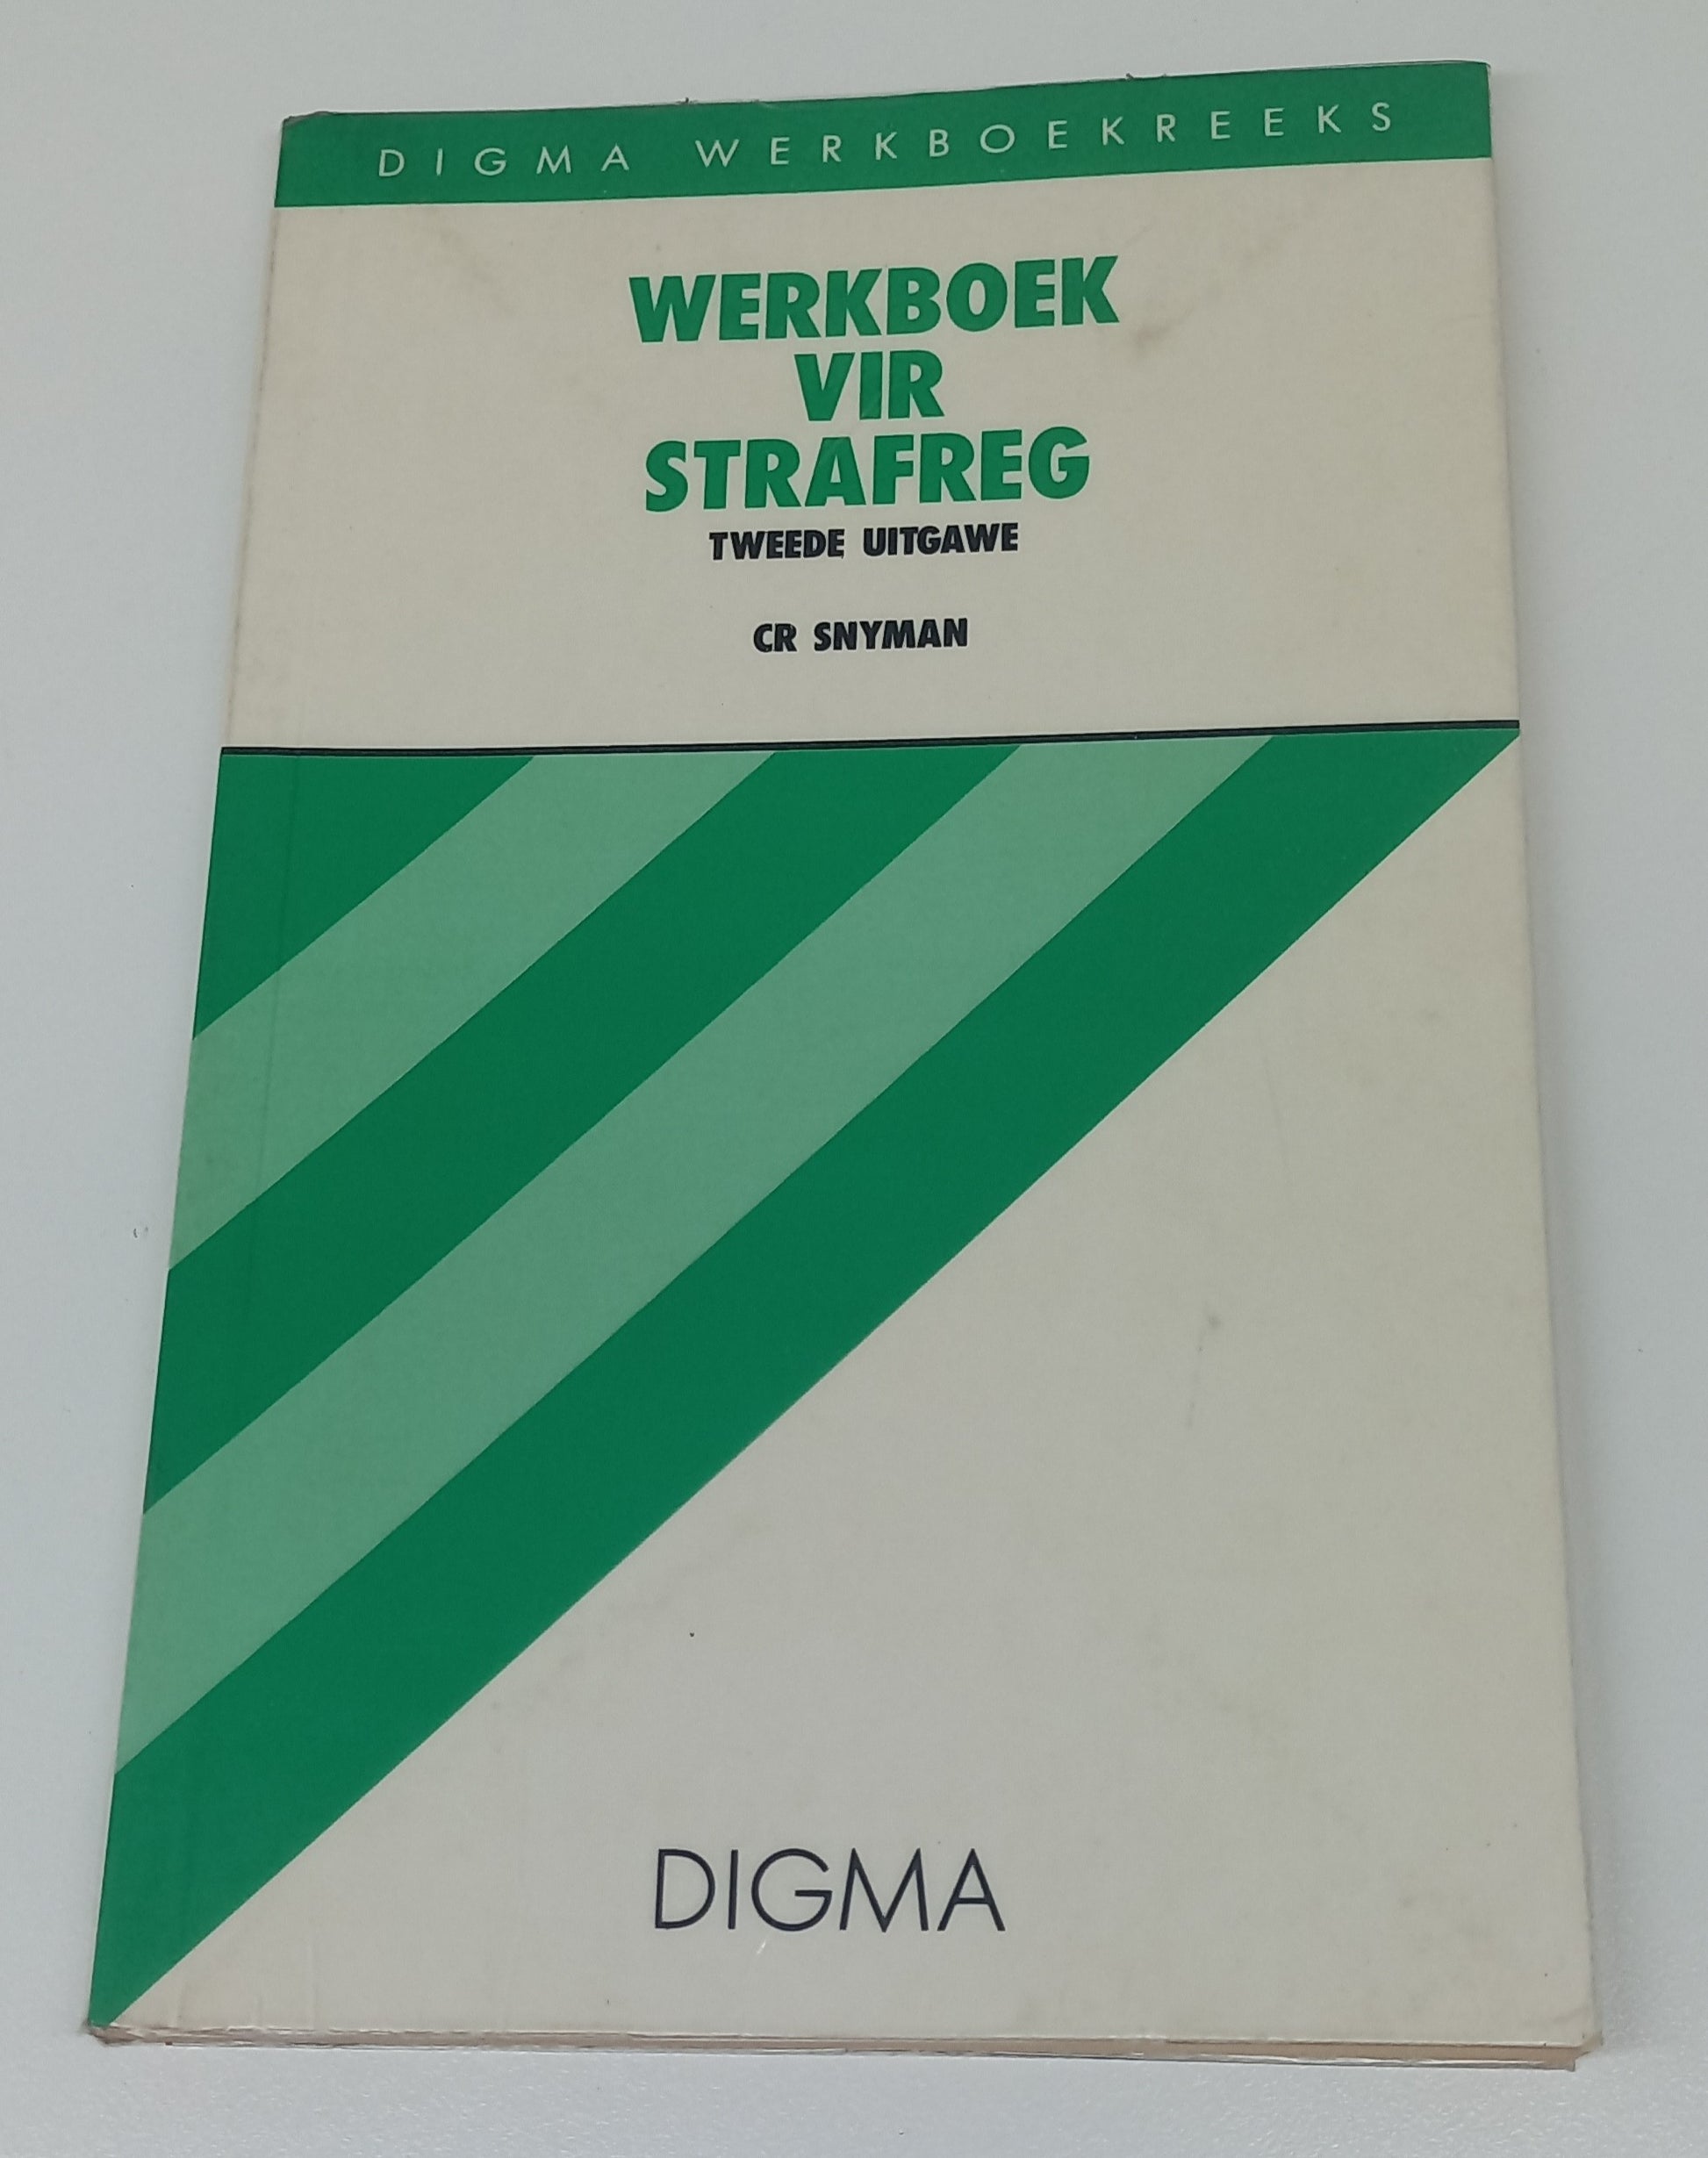 DIGMA WERKBOEKREEKS
WERKBOEK
VIR
STRAFREG
TWEEDE UITGAWE
CR SNYMAN
DIGMA